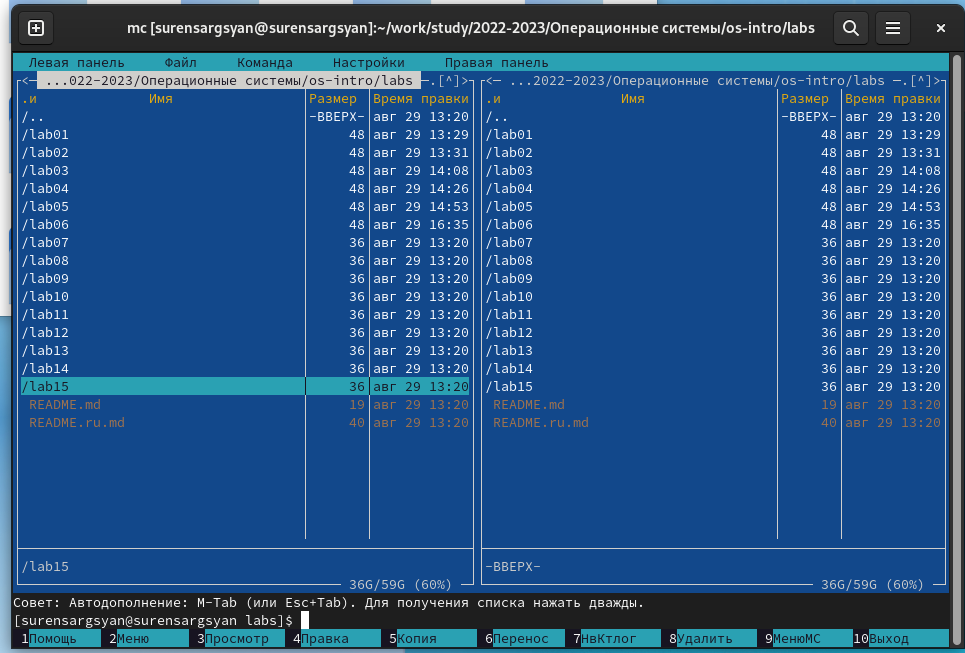 mc [surensargsyan@surensargsyan]:~/work/study/2022-2023/Операционные системы/os-intro/labs
Левая панель Файл Команда Настройки Правая панель
<─ ...022-2023/Операционные системы/os-intro/labs ─.[^]> <─ ...2022-2023/Операционные системы/os-intro/labs ─.[^]>
.и Имя Размер Время правки .и Имя Размер Время правки
/.. -ВВЕРХ- авг 29 13:20 /.. -ВВЕРХ- авг 29 13:20
/lab01 48 авг 29 13:29 /lab01 48 авг 29 13:29
/lab02 48 авг 29 13:31 /lab02 48 авг 29 13:31
/lab03 48 авг 29 14:08 /lab03 48 авг 29 14:08
/lab04 48 авг 29 14:26 /lab04 48 авг 29 14:26
/lab05 48 авг 29 14:53 /lab05 48 авг 29 14:53
/lab06 48 авг 29 16:35 /lab06 48 авг 29 16:35
/lab07 36 авг 29 13:20 /lab07 36 авг 29 13:20
/lab08 36 авг 29 13:20 /lab08 36 авг 29 13:20
/lab09 36 авг 29 13:20 /lab09 36 авг 29 13:20
/lab10 36 авг 29 13:20 /lab10 36 авг 29 13:20
/lab11 36 авг 29 13:20 /lab11 36 авг 29 13:20
/lab12 36 авг 29 13:20 /lab12 36 авг 29 13:20
/lab13 36 авг 29 13:20 /lab13 36 авг 29 13:20
/lab14 36 авг 29 13:20 /lab14 36 авг 29 13:20
/lab15 36 авг 29 13:20 /lab15 36 авг 29 13:20
README.md 19 авг 29 13:20 README.md 19 авг 29 13:20
README.ru.md 40 авг 29 13:20 README.ru.md 40 авг 29 13:20
/lab15 -ВВЕРХ-
36G/59G (60%) 36G/59G (60%)
Совет: Автодополнение: M-Tab (или Esc+Tab). Для получения списка нажать дважды.
[surensargsyan@surensargsyan labs]$
1Помощь 2Меню 3Просмотр 4Правка 5Копия 6Перенос 7НвКтлог 8Удалить 9МенюMC 10Выход